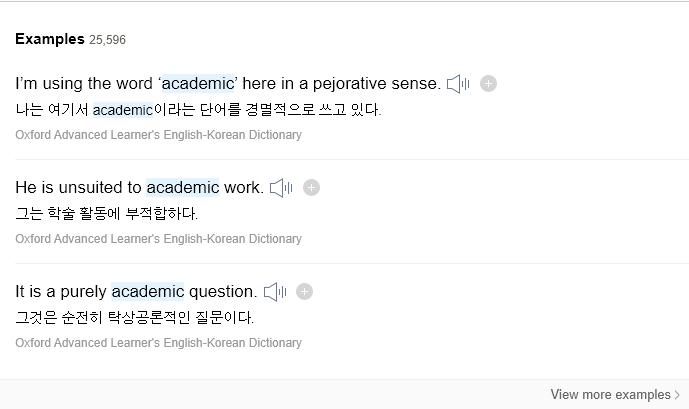 Examples 25,596
I'm using the word ‘academic’ here in a pejorative sense.
나는 여기서 academic이라는 단어를 경멸적으로 쓰고 있다.
Oxford Advanced Learner's English-Korean Dictionary
He is unsuited to academic work.
그는 학술 활동에 부적합하다.
Oxford Advanced Learner's English-Korean Dictionary
It is a purely academic question.
그것은 순전히 탁상공론적인 질문이다.
Oxford Advanced Learner's English-Korean Dictionary
View more examples